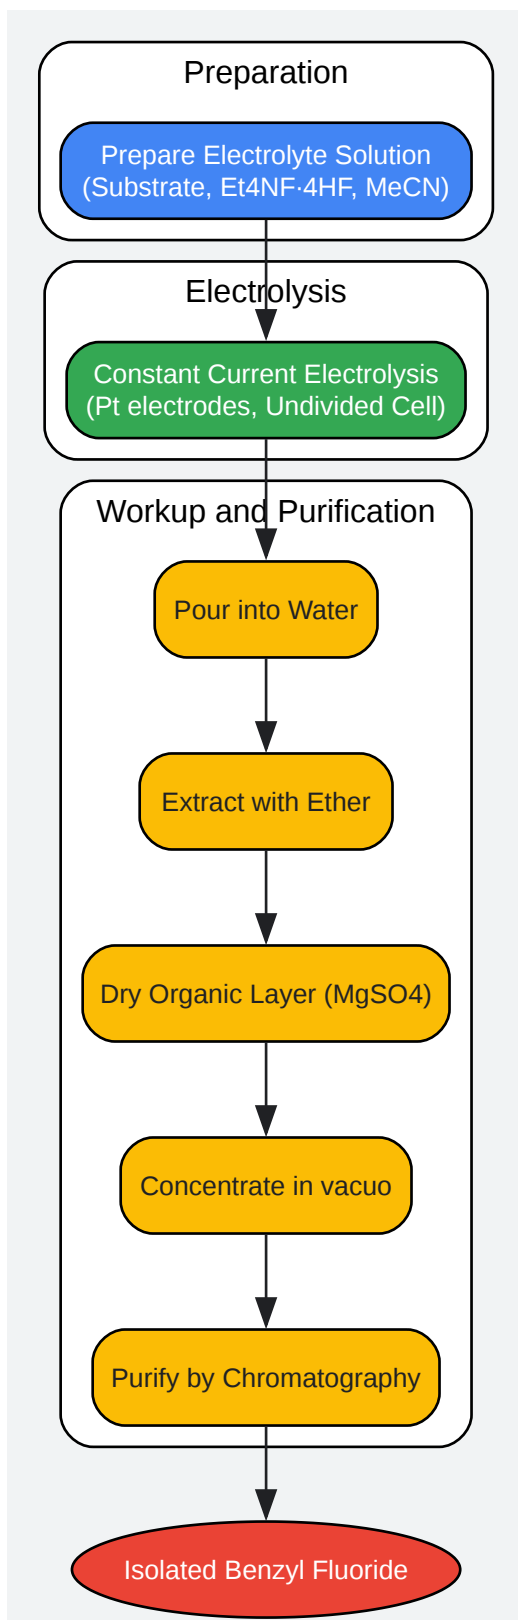 Preparation
Prepare Electrolyte Solution
(Substrate, Et4NF·4HF, MeCN)
Electrolysis
Constant Current Electrolysis
(Pt electrodes, Undivided Cell)
Workup and Purification
Pour into Water
Extract with Ether
Dry Organic Layer (MgSO4)
Concentrate in vacuo
Purify by Chromatography
Isolated Benzyl Fluoride